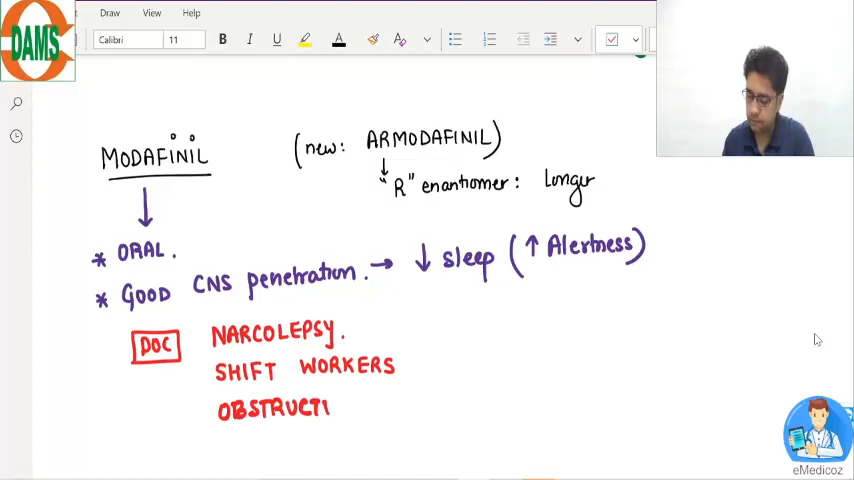 DAMS
Draw View Help
Calibri 11 B I U A
MODAFINIL (new: ARMODAFINIL)
"R" enantiomer: Longer
* ORAL.
* GOOD CNS penetration. → ↓ sleep (↑ Alertness)
DOC NARCOLEPSY.
SHIFT WORKERS
OBSTRUCTI
eMedicoz